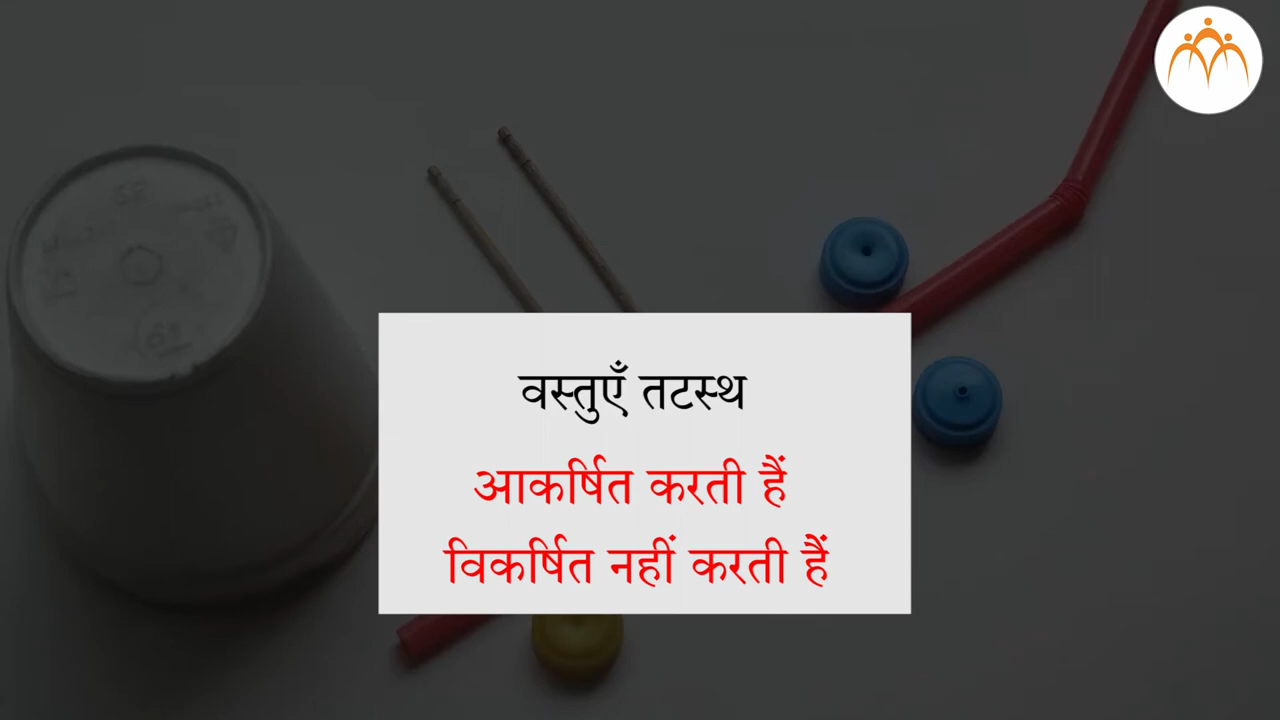 वस्तुएँ तटस्थ
आकर्षित करती हैं
विकर्षित नहीं करती हैं